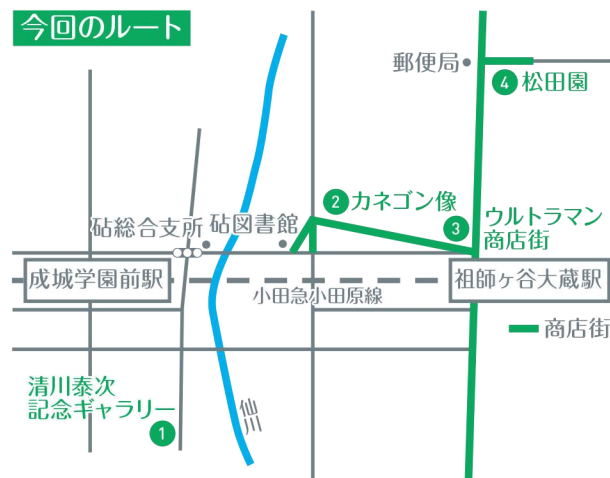 今回のルート
郵便局
4 松田園
2 カネゴン像
砧総合支所
砧図書館
3 ウルトラマン
商店街
成城学園前駅
小田急小田原線
祖師ヶ谷大蔵駅
商店街
清川泰次
記念ギャラリー
1
仙川